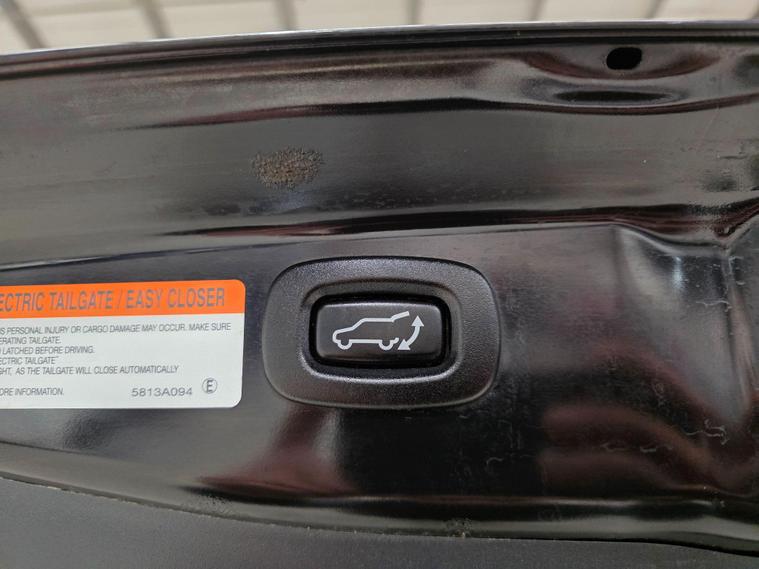 ECTRIC TAILGATE / EASY CLOSER
S PERSONAL INJURY OR CARGO DAMAGE MAY OCCUR. MAKE SURE
ERATING TAILGATE.
LATCHED BEFORE DRIVING.
ECTRIC TAILGATE"
GHT, AS THE TAILGATE WILL CLOSE AUTOMATICALLY
ORE INFORMATION.
5813A094 E